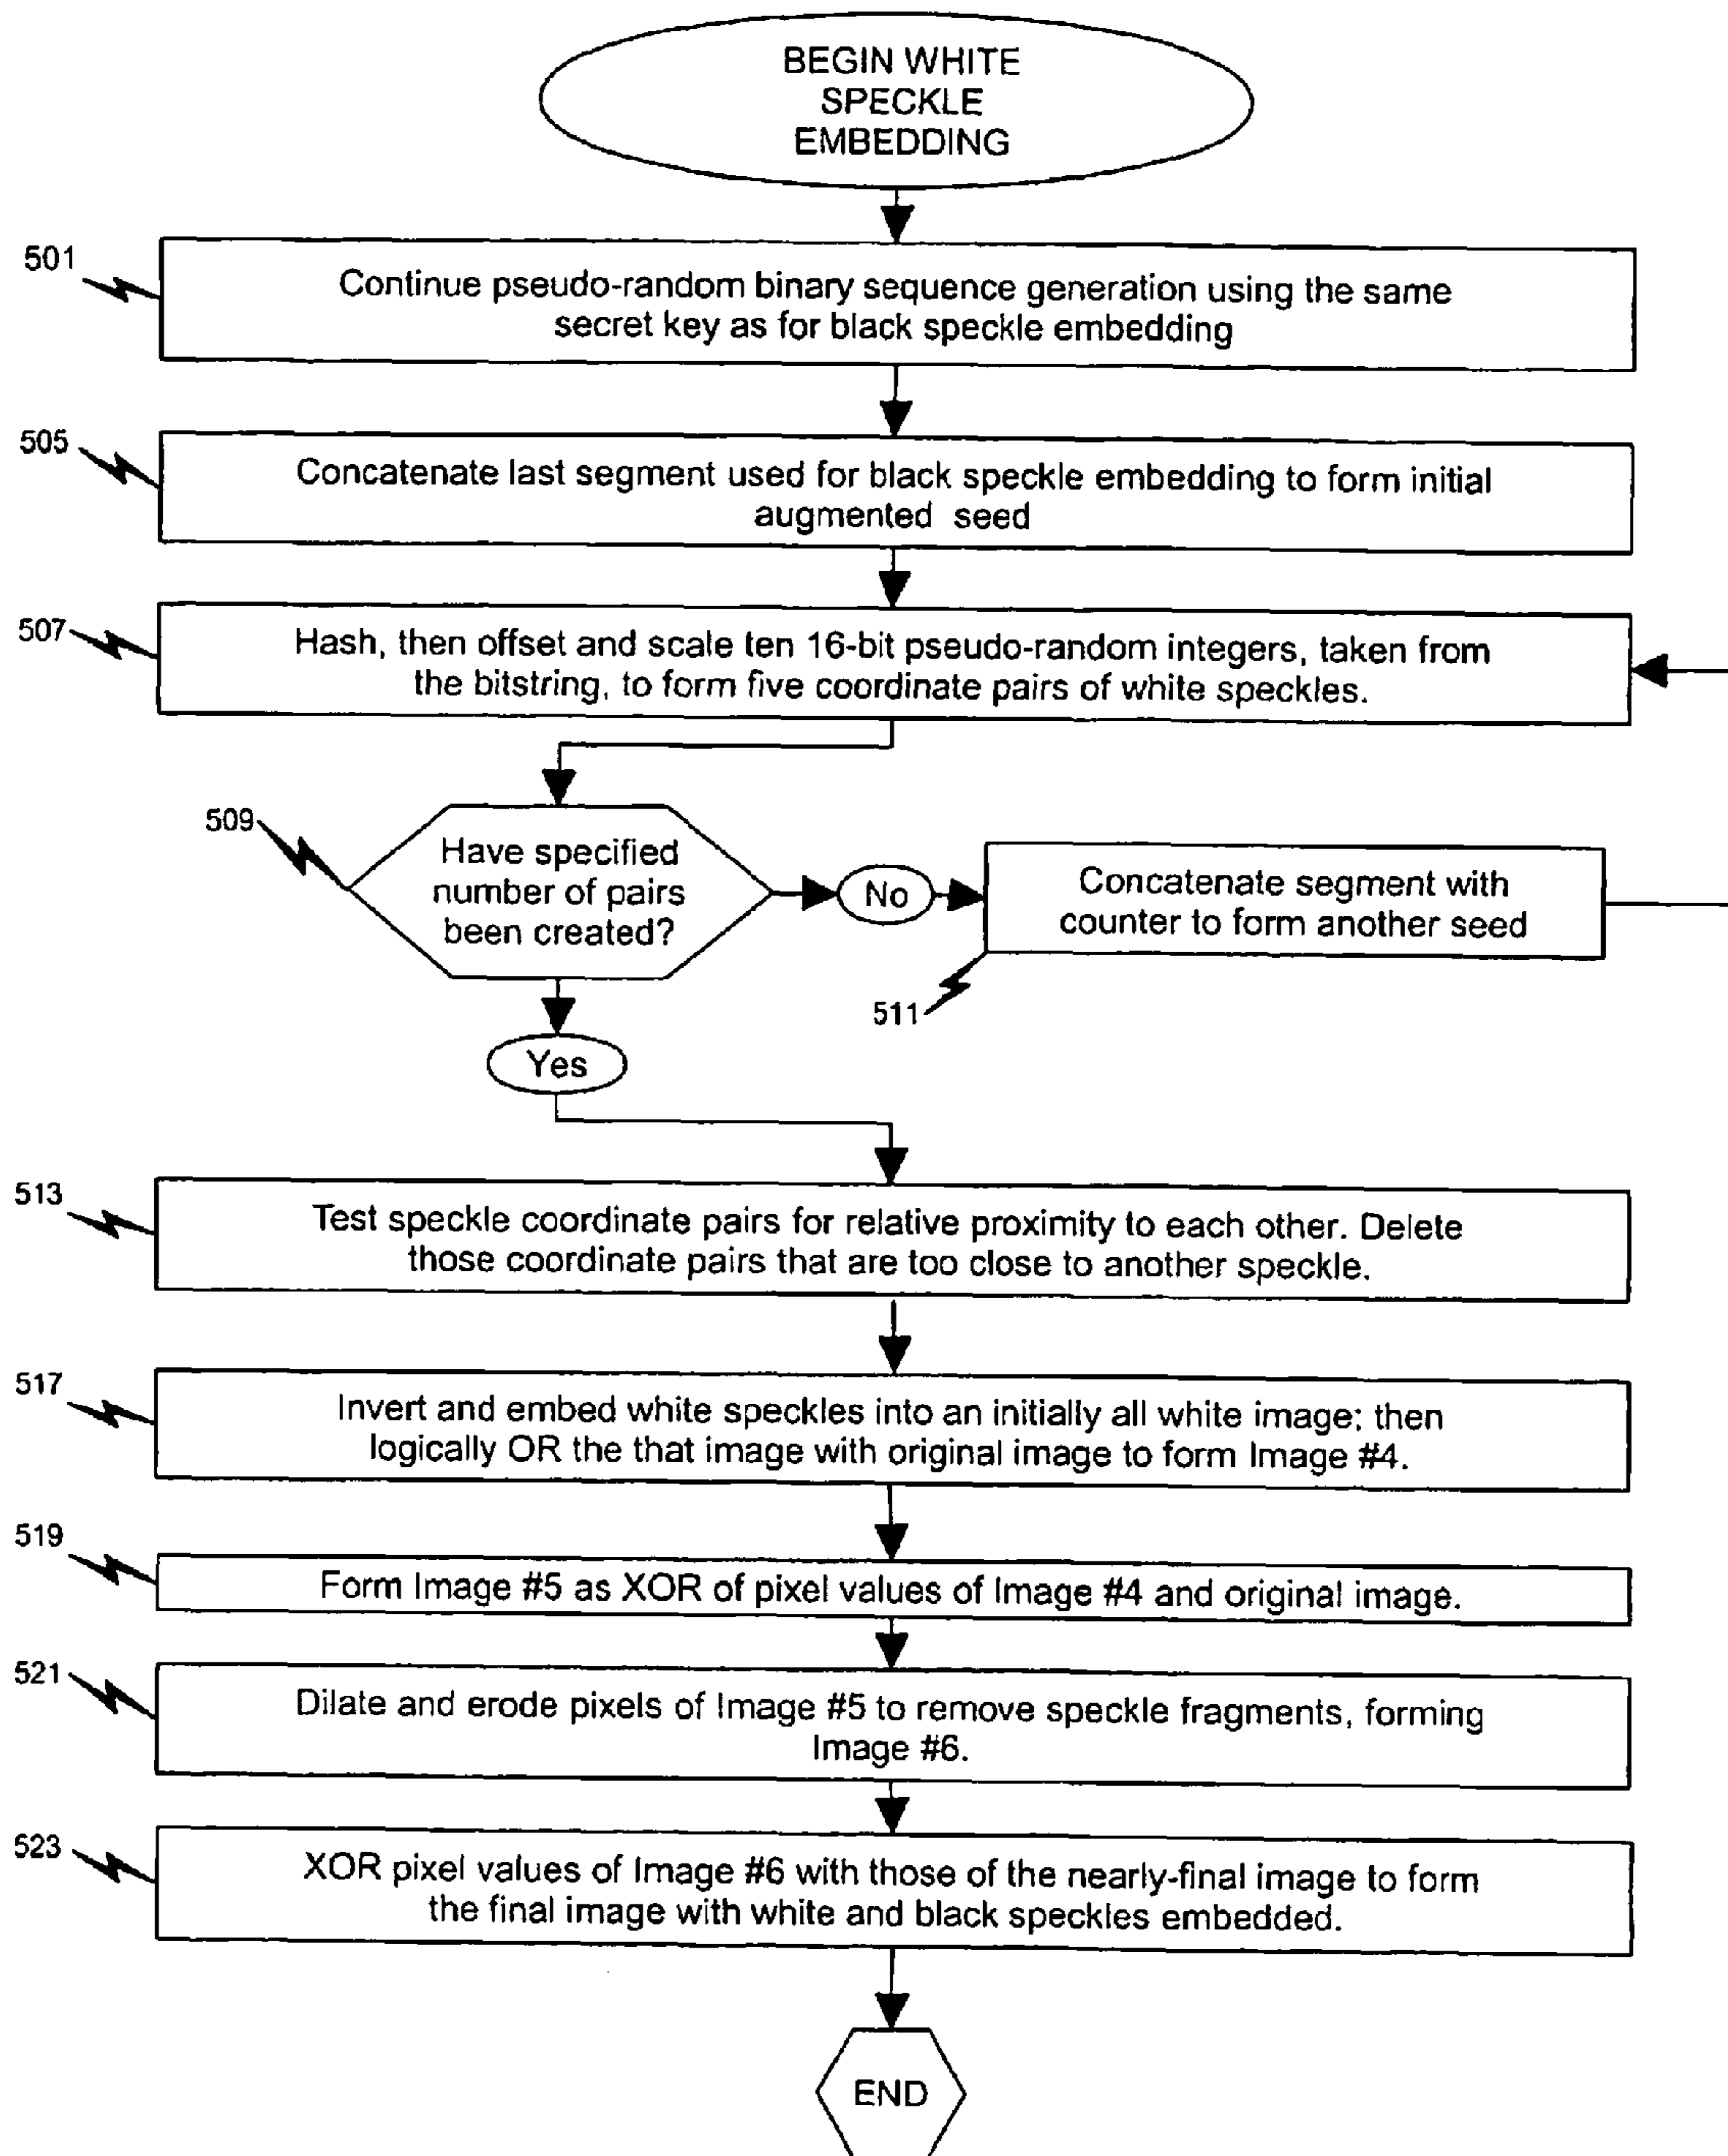 BEGIN WHITE
SPECKLE
EMBEDDING
501
Continue pseudo-random binary sequence generation using the same
secret key as for black speckle embedding
505
Concatenate last segment used for black speckle embedding to form initial
augmented seed
507
Hash, then offset and scale ten 16-bit pseudo-random integers, taken from
the bitstring, to form five coordinate pairs of white speckles.
509
Have specified
number of pairs
been created?
No
Concatenate segment with
counter to form another seed
511
Yes
513
Test speckle coordinate pairs for relative proximity to each other. Delete
those coordinate pairs that are too close to another speckle.
517
Invert and embed white speckles into an initially all white image; then
logically OR the that image with original image to form Image #4.
519
Form Image #5 as XOR of pixel values of Image #4 and original image.
521
Dilate and erode pixels of Image #5 to remove speckle fragments, forming
Image #6.
523
XOR pixel values of Image #6 with those of the nearly-final image to form
the final image with white and black speckles embedded.
END